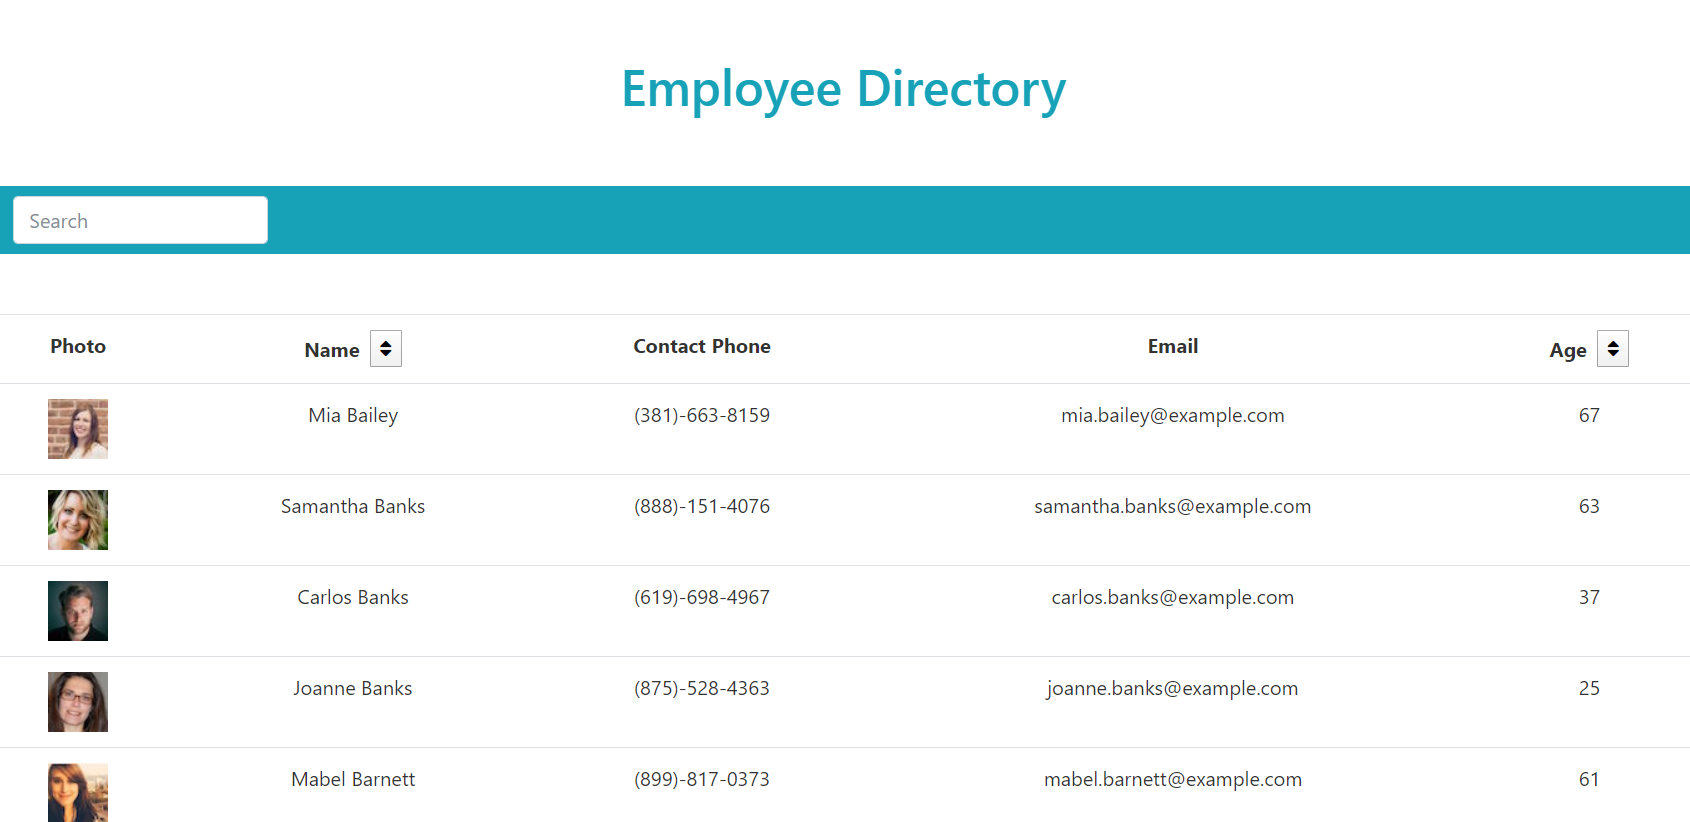 Employee Directory
Search
Photo Name Contact Phone Email Age
Mia Bailey (381)-663-8159 mia.bailey@example.com 67
Samantha Banks (888)-151-4076 samantha.banks@example.com 63
Carlos Banks (619)-698-4967 carlos.banks@example.com 37
Joanne Banks (875)-528-4363 joanne.banks@example.com 25
Mabel Barnett (899)-817-0373 mabel.barnett@example.com 61